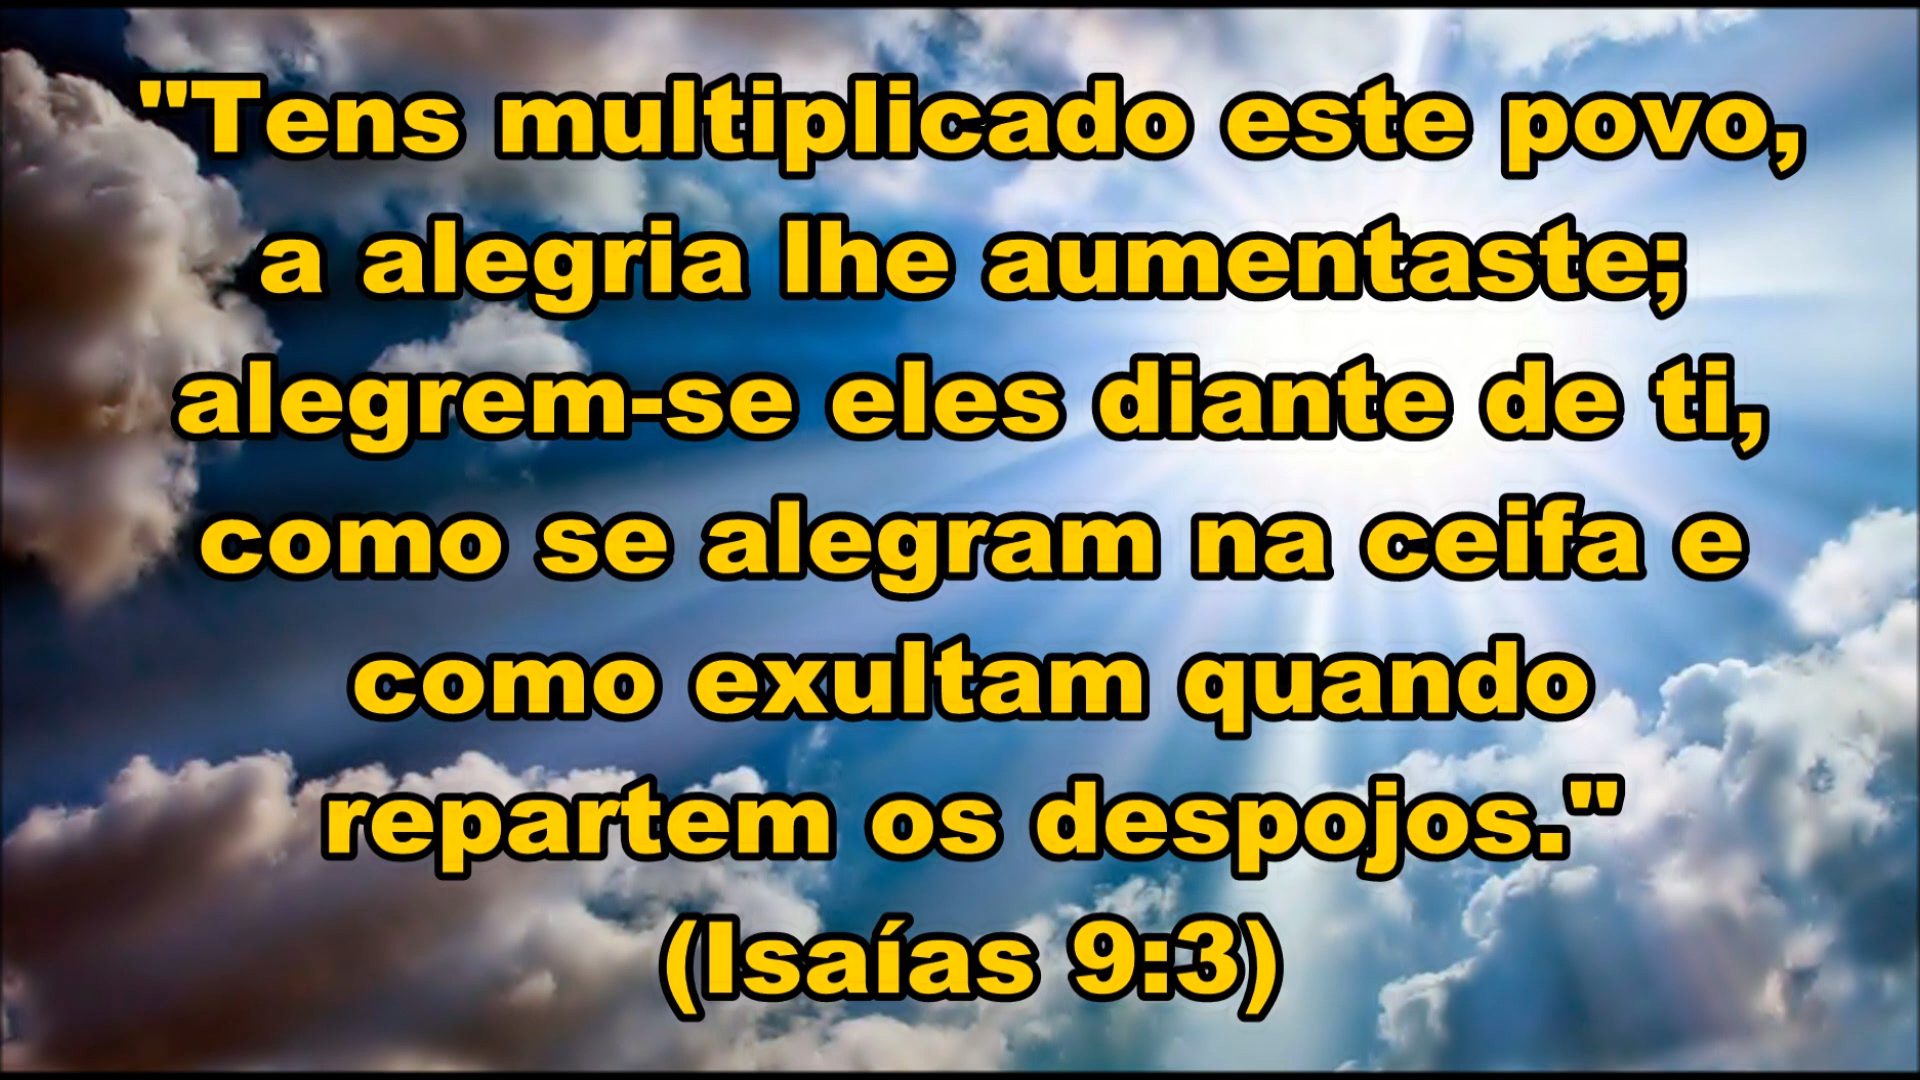 "Tens multiplicado este povo,
a alegria lhe aumentaste;
alegrem-se eles diante de ti,
como se alegram na ceifa e
como exultam quando
repartem os despojos."
(Isaías 9:3)